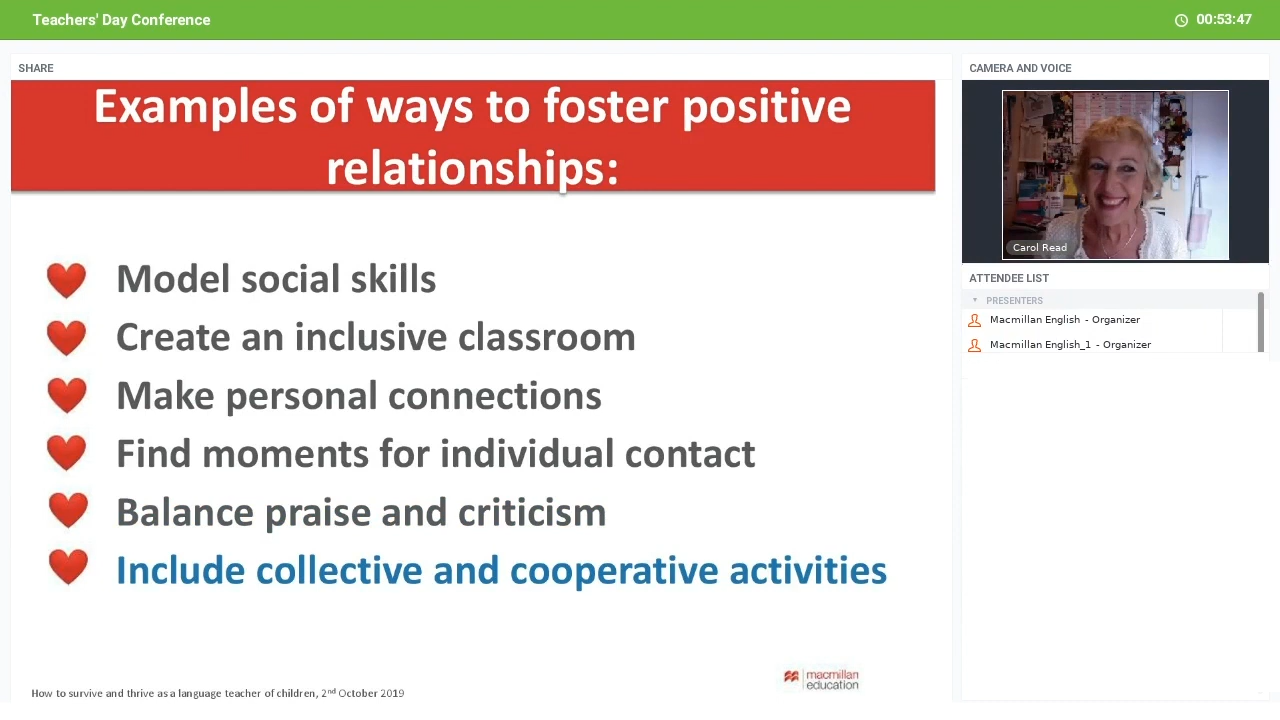 Teachers' Day Conference
00:53:47
SHARE
Examples of ways to foster positive
relationships:
Model social skills
Create an inclusive classroom
Make personal connections
Find moments for individual contact
Balance praise and criticism
Include collective and cooperative activities
How to survive and thrive as a language teacher of children, 2nd October 2019
macmillan
education
CAMERA AND VOICE
Carol Read
ATTENDEE LIST
PRESENTERS
Macmillan English - Organizer
Macmillan English_1 - Organizer